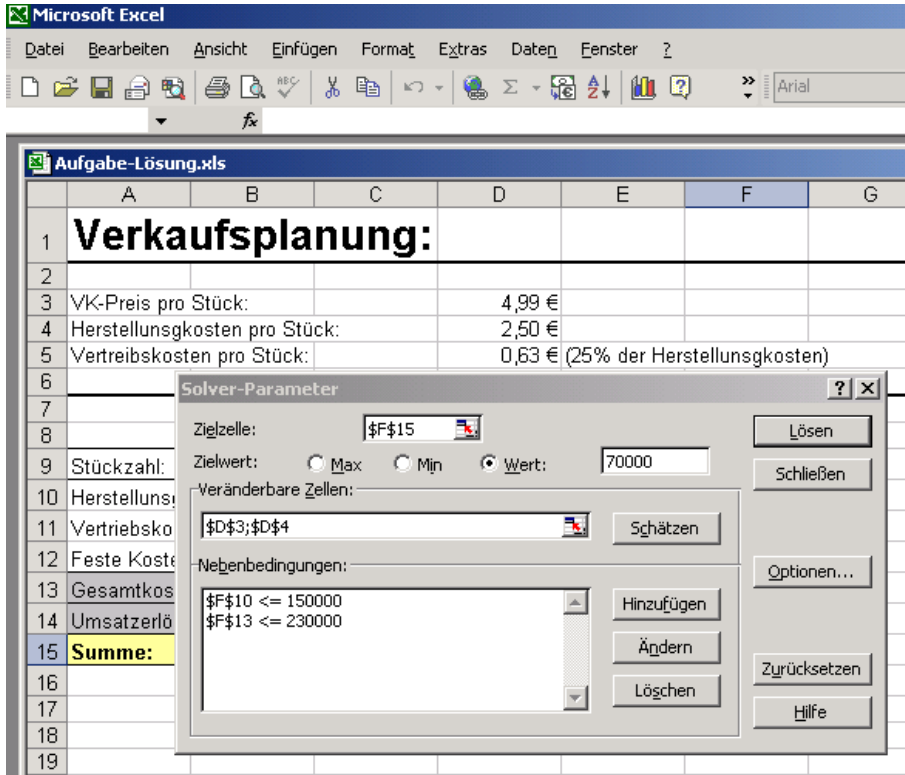 Microsoft Excel
Datei Bearbeiten Ansicht Einfügen Format Extras Daten Fenster ?
ABC Σ A Z Arial
fx
Aufgabe-Lösung.xls
A B C D E F G
1 Verkaufsplanung:
2
3 VK-Preis pro Stück: 4,99 €
4 Herstellunsgkosten pro Stück: 2,50 €
5 Vertreibskosten pro Stück: 0,63 € (25% der Herstellunsgkosten)
6
7
8
9 Stückzahl:
10 Herstellunsg
11 Vertriebsko
12 Feste Koste
13 Gesamtkos
14 Umsatzerlö
15 Summe:
16
17
18
19
Solver-Parameter ? X
Zielzelle: $F$15
Lösen
Zielwert: Max Min Wert: 70000
Schließen
Veränderbare Zellen:
$D$3;$D$4 Schätzen
Nebenbedingungen:
Optionen...
$F$10 <= 150000
$F$13 <= 230000
Hinzufügen
Ändern
Löschen
Zurücksetzen
Hilfe